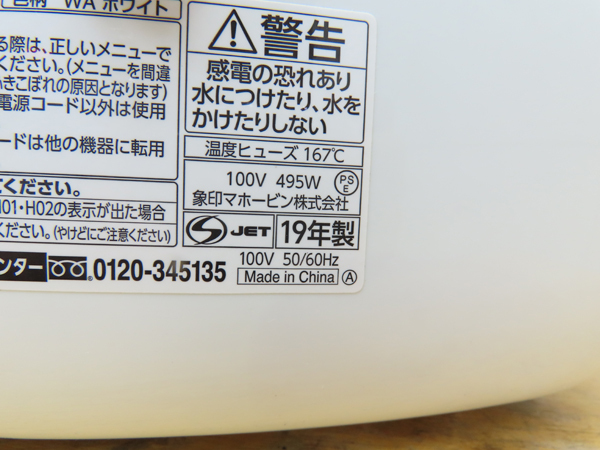 色柄 WA ホワイト
る際は、正しいメニューで
ください。(メニューを間違
いきこぼれの原因となります)
電源コード以外は使用
ードは他の機器に転用
てください。
H01・H02の表示が出た場合
ください。(やけどにご注意ください)
ンター 0120-345135
警告
感電の恐れあり
水につけたり、水を
かけたりしない
温度ヒューズ 167℃
100V 495W PSE
象印マホービン株式会社
S JET 19年製
100V 50/60Hz
Made in China A